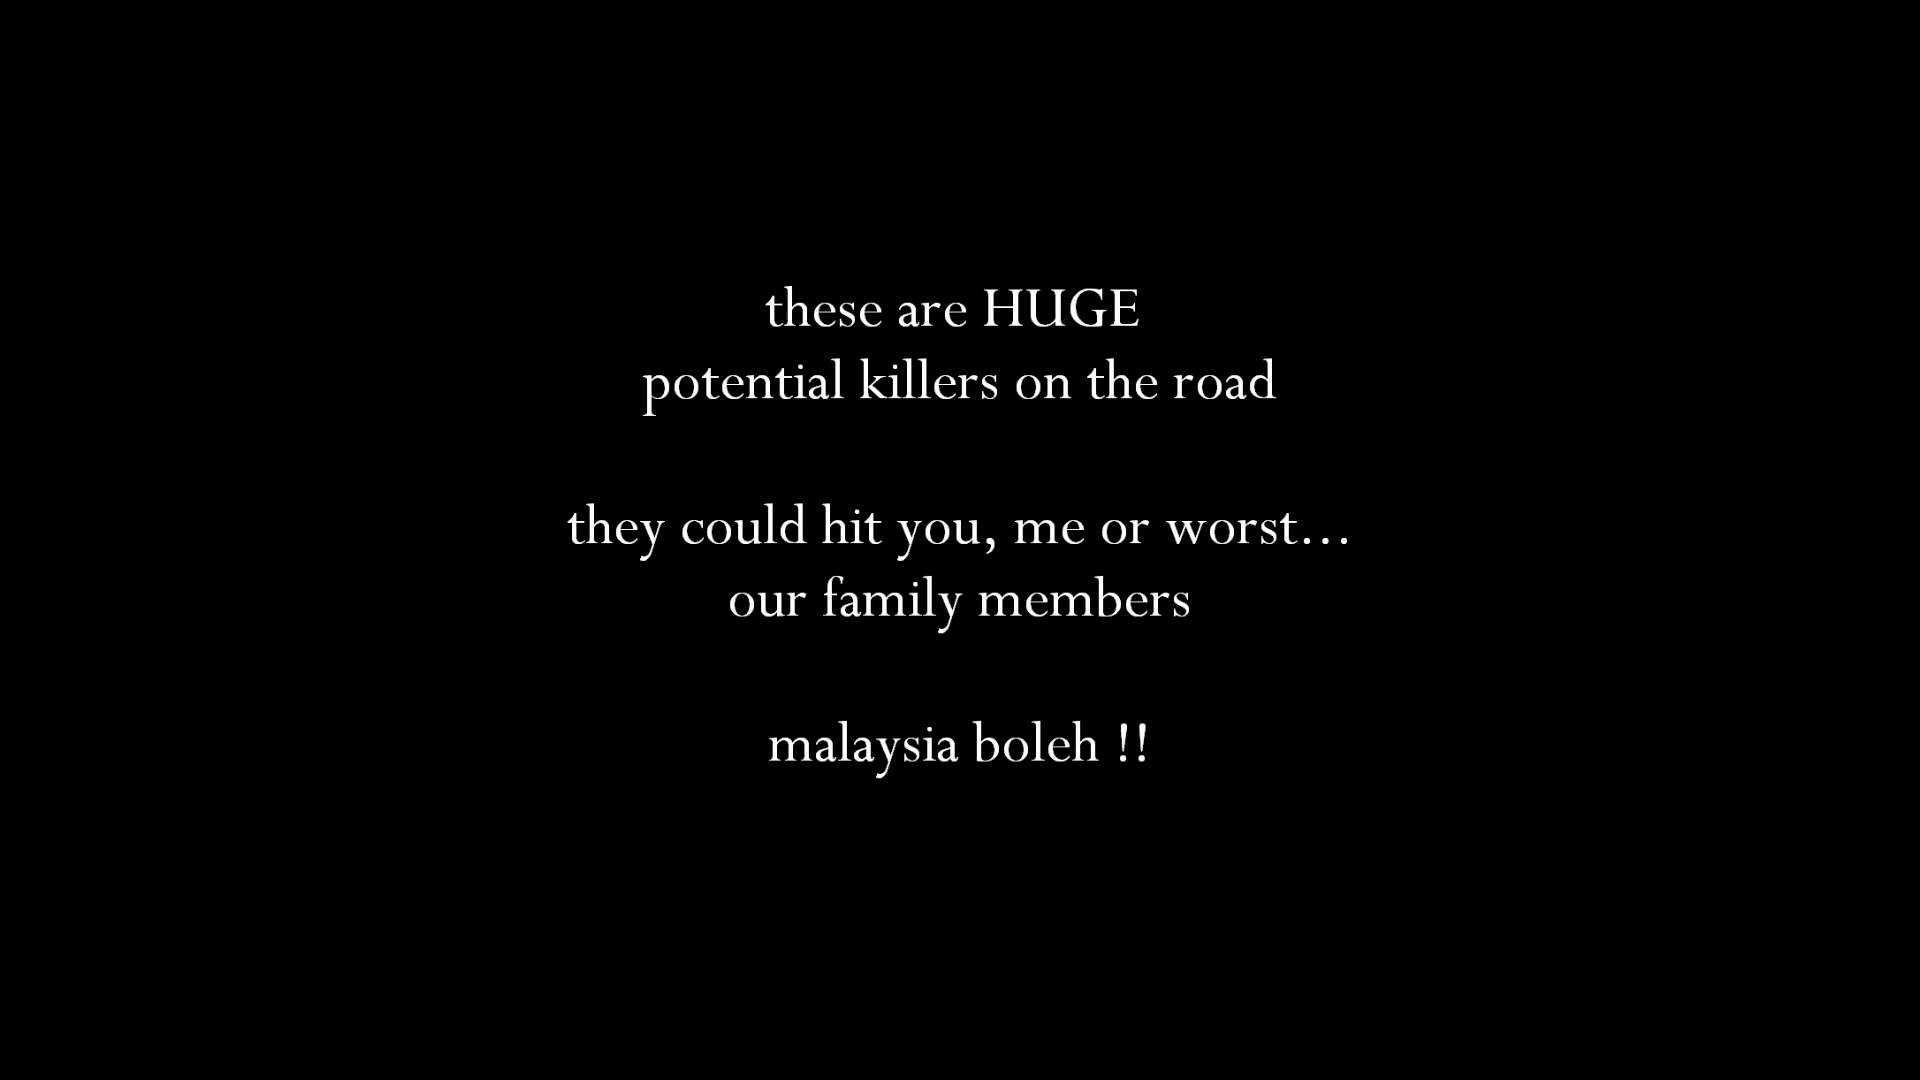 these are HUGE
potential killers on the road
they could hit you, me or worst...
our family members
malaysia boleh !!